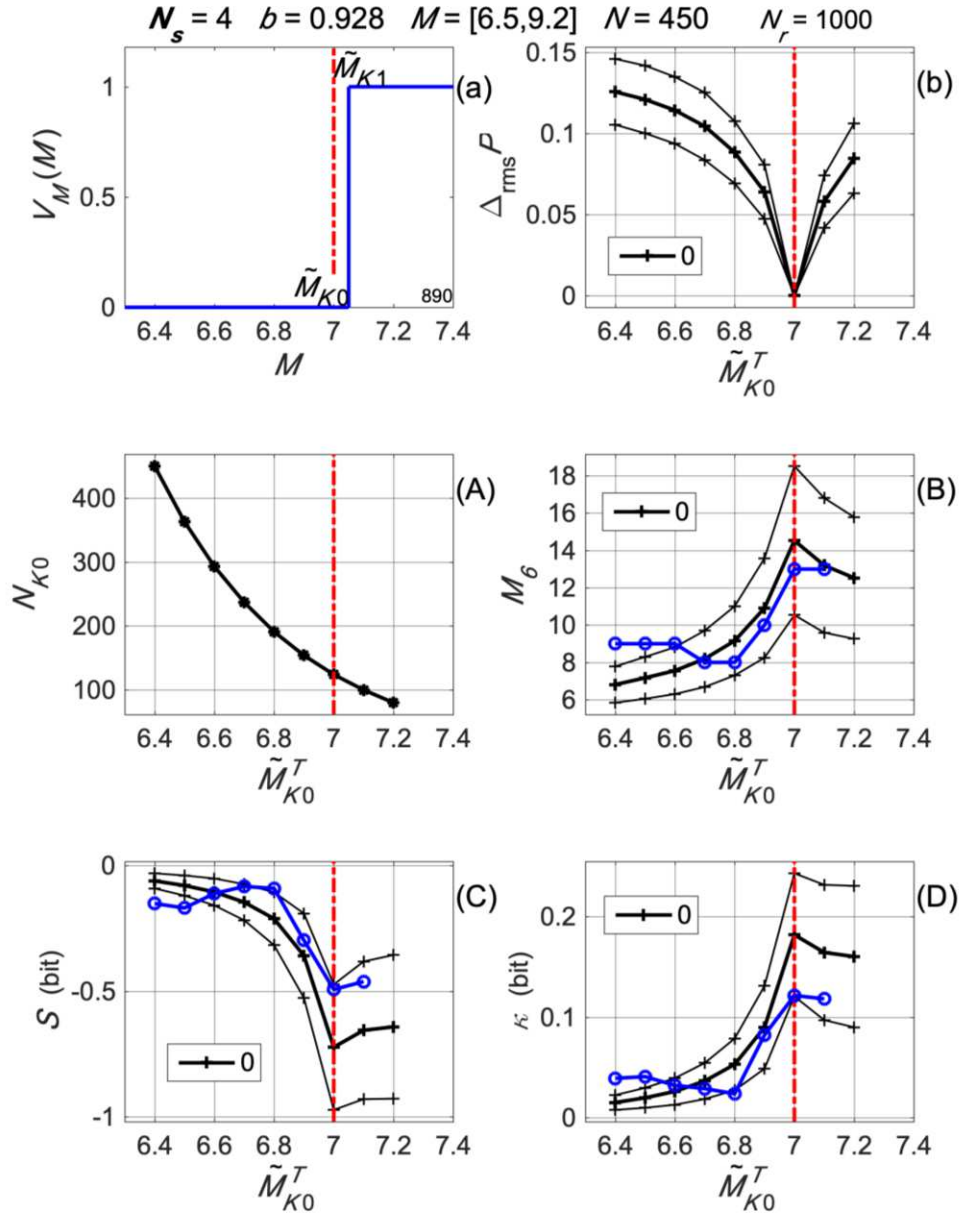 N_s = 4 b = 0.928 M = [6.5,9.2] N = 450 N_r = 1000
(a)
V_M(M)
1
0.5
0
M̃_K1
M̃_K0
890
6.4 6.6 6.8 7 7.2 7.4
M
(b)
Δ_rms P
0.15
0.1
0.05
0
0
6.4 6.6 6.8 7 7.2 7.4
M̃_K0^T
(A)
N_K0
400
300
200
100
6.4 6.6 6.8 7 7.2 7.4
M̃_K0^T
(B)
M_6
18
16
14
12
10
8
6
0
6.4 6.6 6.8 7 7.2 7.4
M̃_K0^T
(C)
S (bit)
0
-0.5
-1
0
6.4 6.6 6.8 7 7.2 7.4
M̃_K0^T
(D)
κ (bit)
0.2
0.1
0
0
6.4 6.6 6.8 7 7.2 7.4
M̃_K0^T